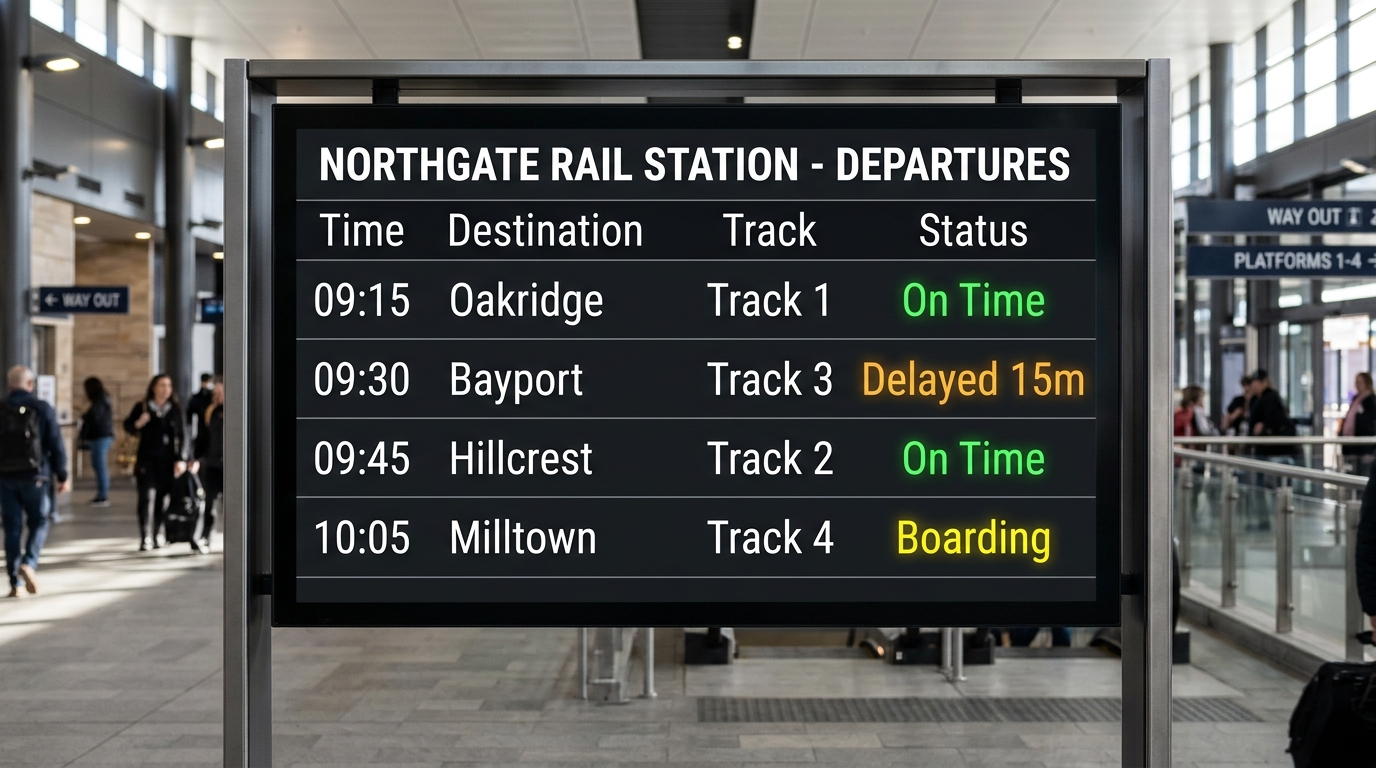 NORTHGATE RAIL STATION - DEPARTURES
Time Destination Track Status
09:15 Oakridge Track 1 On Time
09:30 Bayport Track 3 Delayed 15m
09:45 Hillcrest Track 2 On Time
10:05 Milltown Track 4 Boarding
← WAY OUT
WAY OUT
PLATFORMS 1-4 →